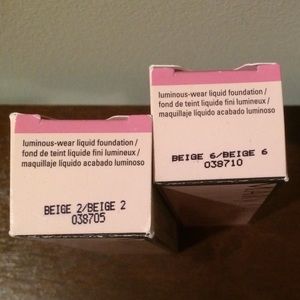 luminous-wear liquid foundation/
fond de teint liquide fini lumineux/
maquillaje líquido acabado luminoso
BEIGE 2/BEIGE 2
038705
luminous-wear liquid foundation/
fond de teint liquide fini lumineux/
maquillaje líquido acabado luminoso
BEIGE 6/BEIGE 6
038710